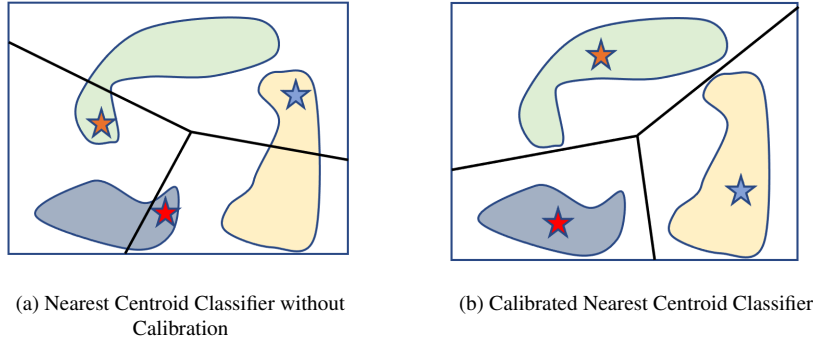 (a) Nearest Centroid Classifier without
Calibration
(b) Calibrated Nearest Centroid Classifier